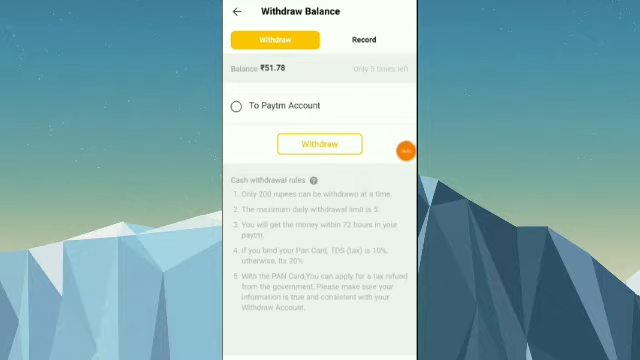 Withdraw Balance
Withdraw
Record
Balance ₹51.78
Only 5 times left
To Paytm Account
Withdraw
Cash withdrawal rules ?
1. Only 200 rupees can be withdrawn at a time.
2. The maximum daily withdrawal limit is 5.
3. You will get the money within 72 hours in your
paytm.
4. If you bind your Pan Card, TDS (tax) is 10%,
otherwise, Its 20%
5. With the PAN Card,You can apply for a tax refund
from the government, Please make sure your
information is true and consistent with your
Withdraw Account.